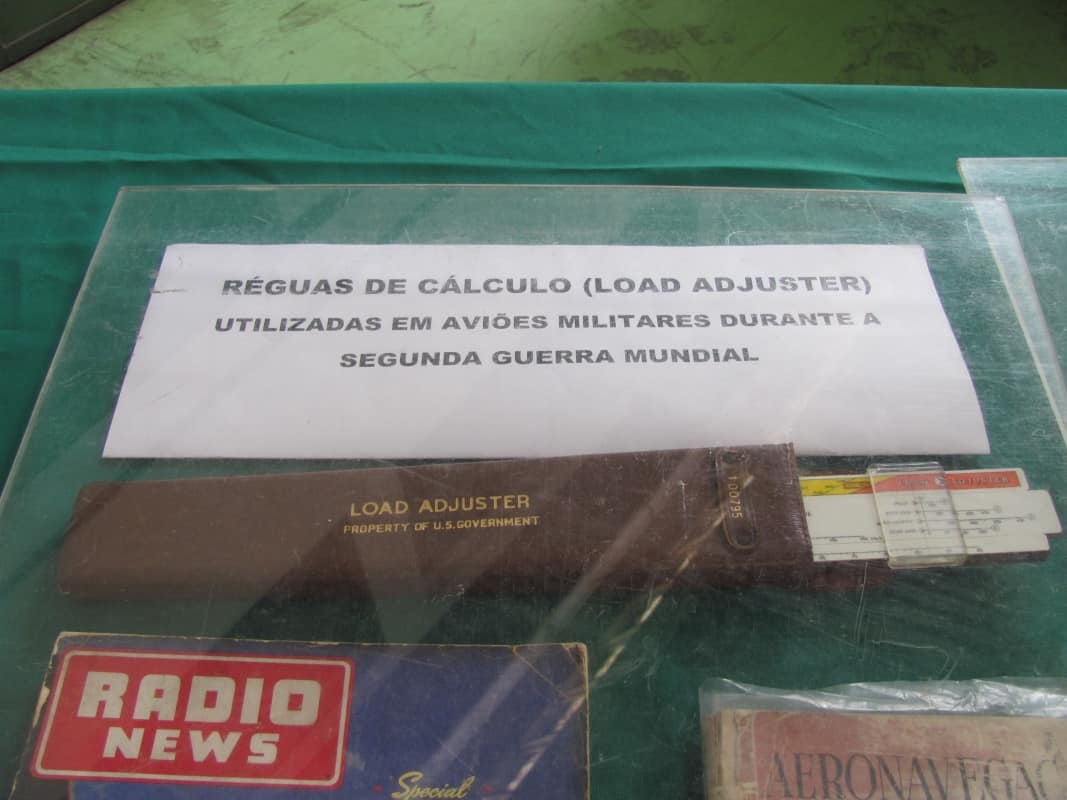 RÉGUAS DE CÁLCULO (LOAD ADJUSTER)
UTILIZADAS EM AVIÕES MILITARES DURANTE A
SEGUNDA GUERRA MUNDIAL
LOAD ADJUSTER
PROPERTY OF U.S.GOVERNMENT
100795
ADJUSTER
RADIO
NEWS
Special